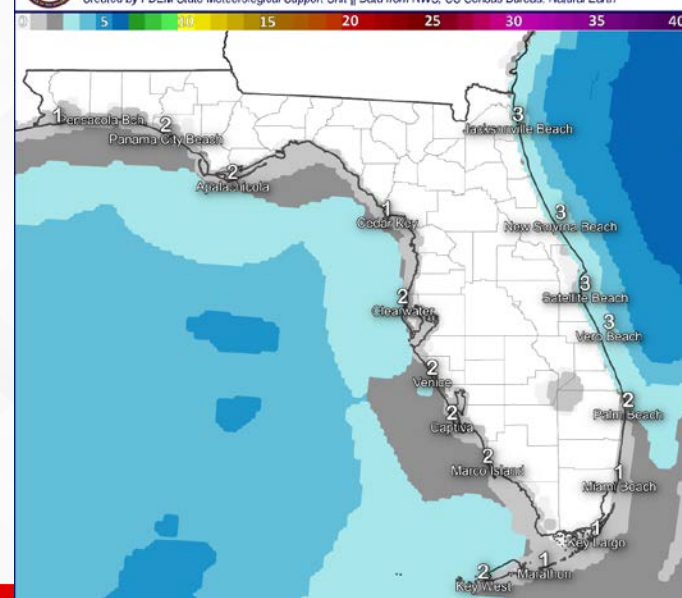 Created by FDEM State Meteorological Support Unit || Data from NWS, US Census Bureau, Natural Earth
0 5 10 15 20 25 30 35 40
1
Pensacola Bch
2
Panama City Beach
2
Apalachicola
3
Jacksonville Beach
1
Cedar Key
3
New Smyrna Beach
2
Clearwater
3
Satellite Beach
3
Vero Beach
2
Venice
2
Captiva
2
Palm Beach
2
Marco Island
1
Miami Beach
1
Key Largo
1
Marathon
2
Key West